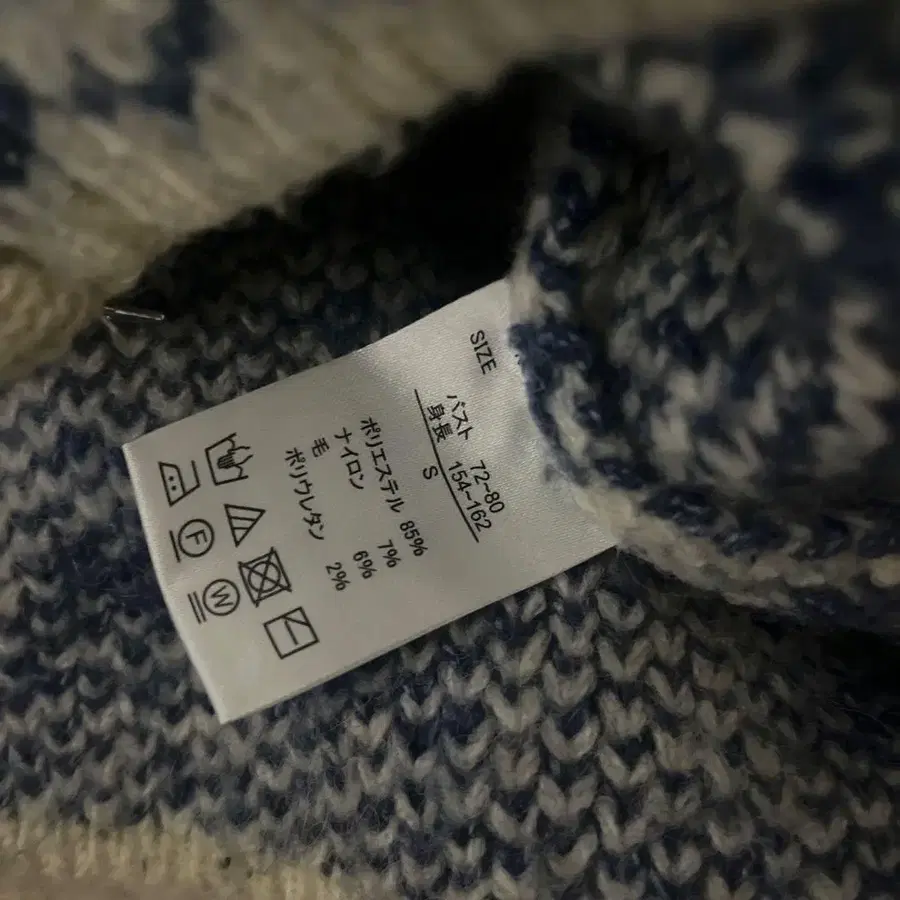 SIZE
バスト 72-80
身長 154-162
S
ポリエステル 85%
ナイロン 7%
毛 6%
ポリウレタン 2%
F
W